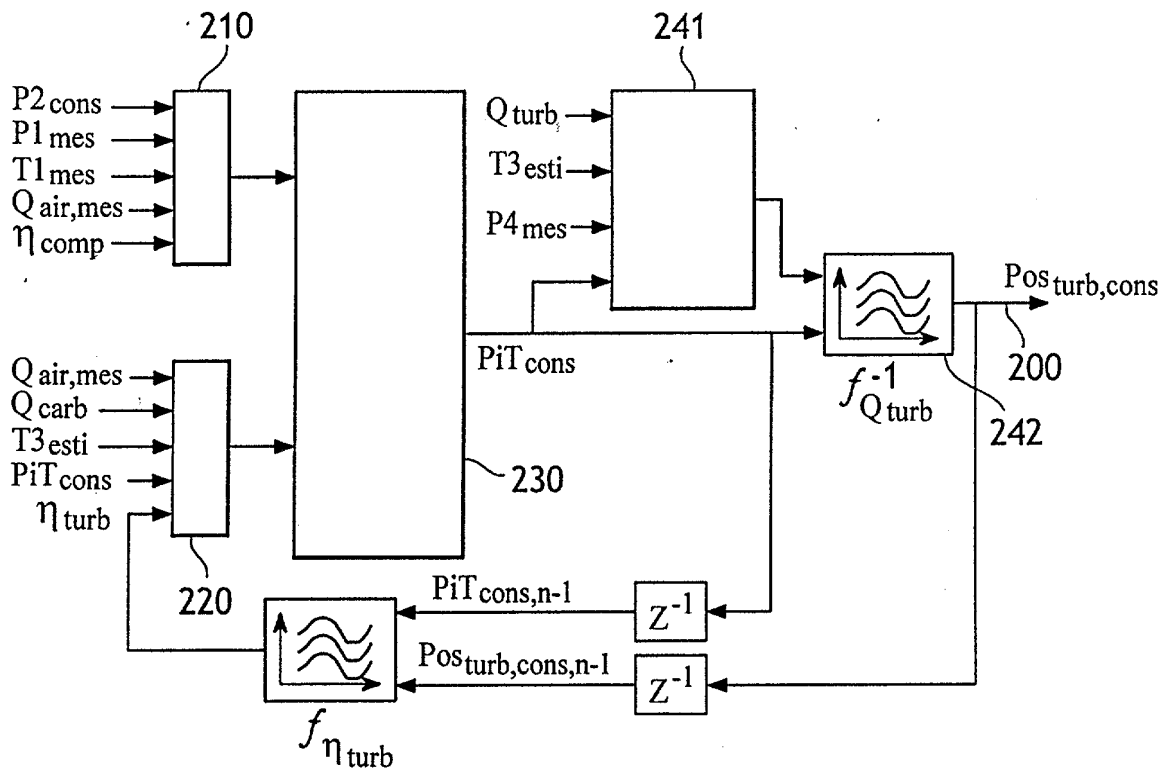 210
P2cons
P1mes
T1mes
Qair,mes
ηcomp
241
Qturb
T3esti
P4mes
Posturb,cons
200
PiTcons
f-1Qturb
242
230
Qair,mes
Qcarb
T3esti
PiTcons
ηturb
220
PiTcons,n-1
Z-1
Posturb,cons,n-1
Z-1
fηturb